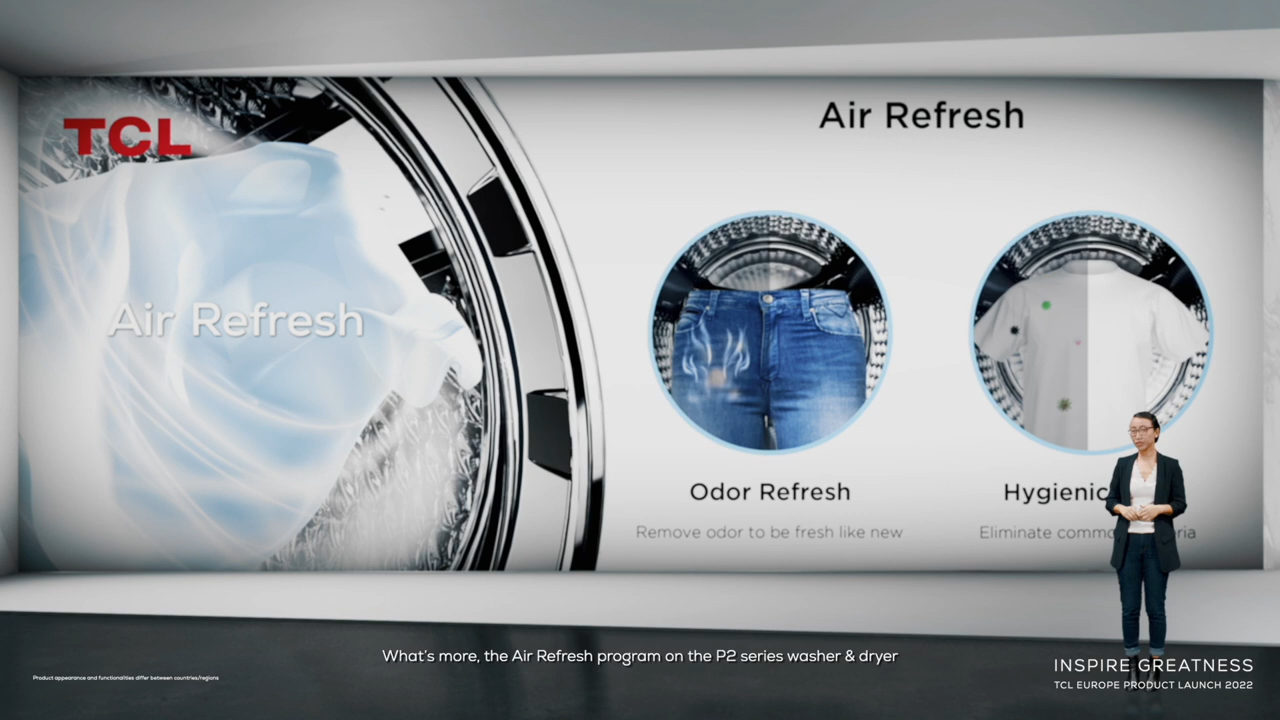 TCL
Air Refresh
Air Refresh
Odor Refresh
Remove odor to be fresh like new
Hygienic
Eliminate
What's more, the Air Refresh program on the P2 series washer & dryer
Product appearance and functionalities differ between countries/regions
INSPIRE GREATNESS
TCL EUROPE PRODUCT LAUNCH 2022